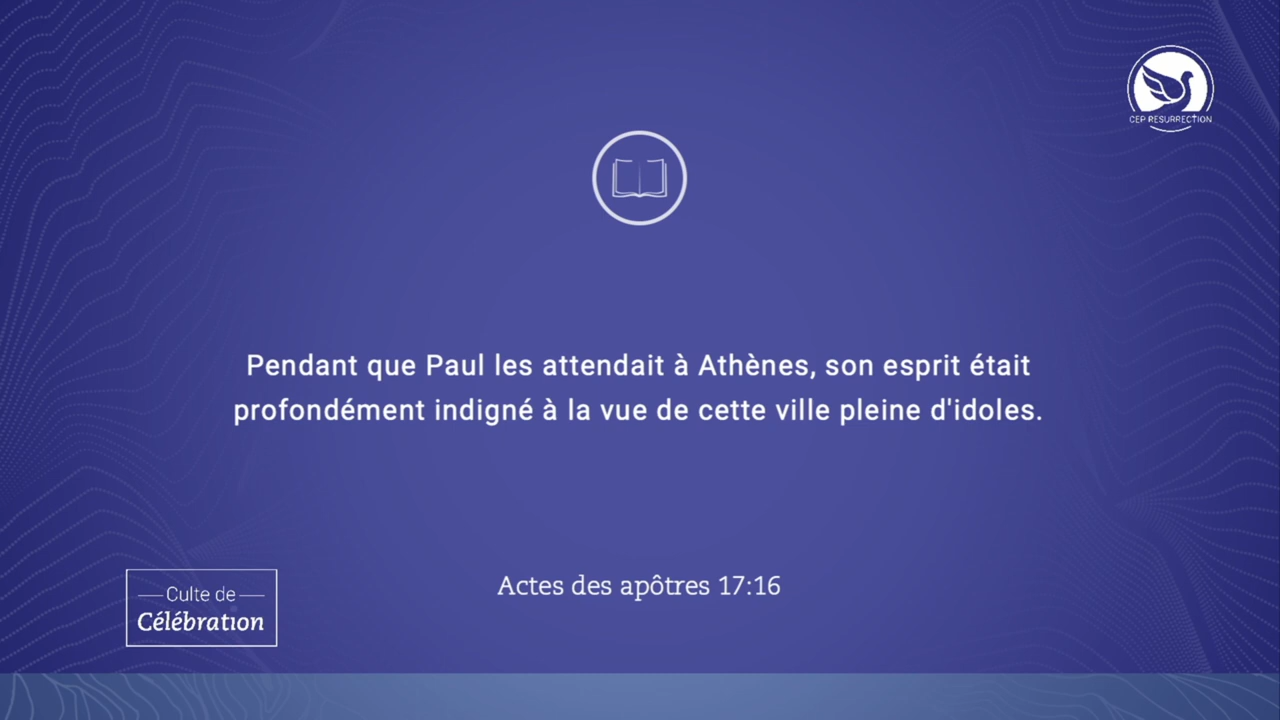 CEP RESURRECTION
Pendant que Paul les attendait à Athènes, son esprit était
profondément indigné à la vue de cette ville pleine d'idoles.
Actes des apôtres 17:16
Culte de
Célébration